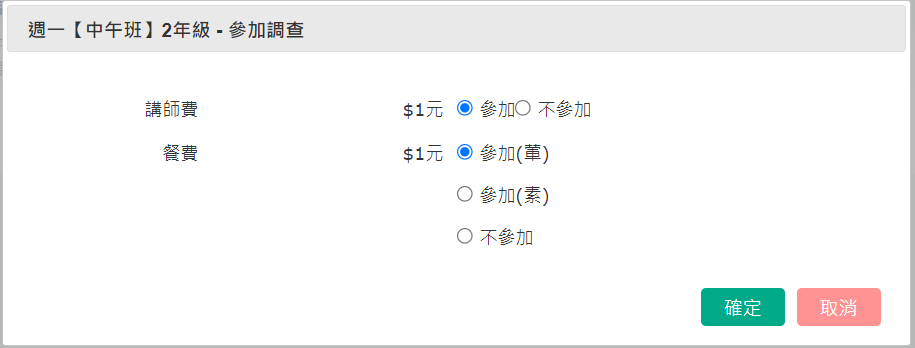 週一【中午班】2年級 - 參加調查
講師費 $1元 參加 不參加
餐費 $1元 參加(葷)
參加(素)
不參加
確定 取消